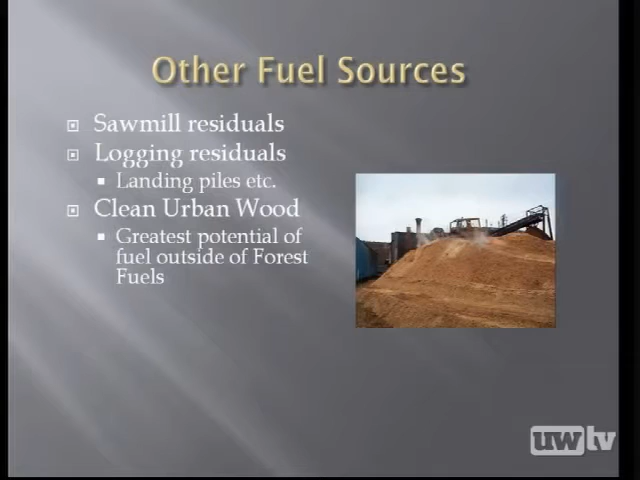 Other Fuel Sources
Sawmill residuals
Logging residuals
Landing piles etc.
Clean Urban Wood
Greatest potential of
fuel outside of Forest
Fuels
uwtv